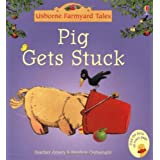 Usborne Farmyard Tales
Pig
Gets Stuck
Heather Amery & Stephen Cartwright